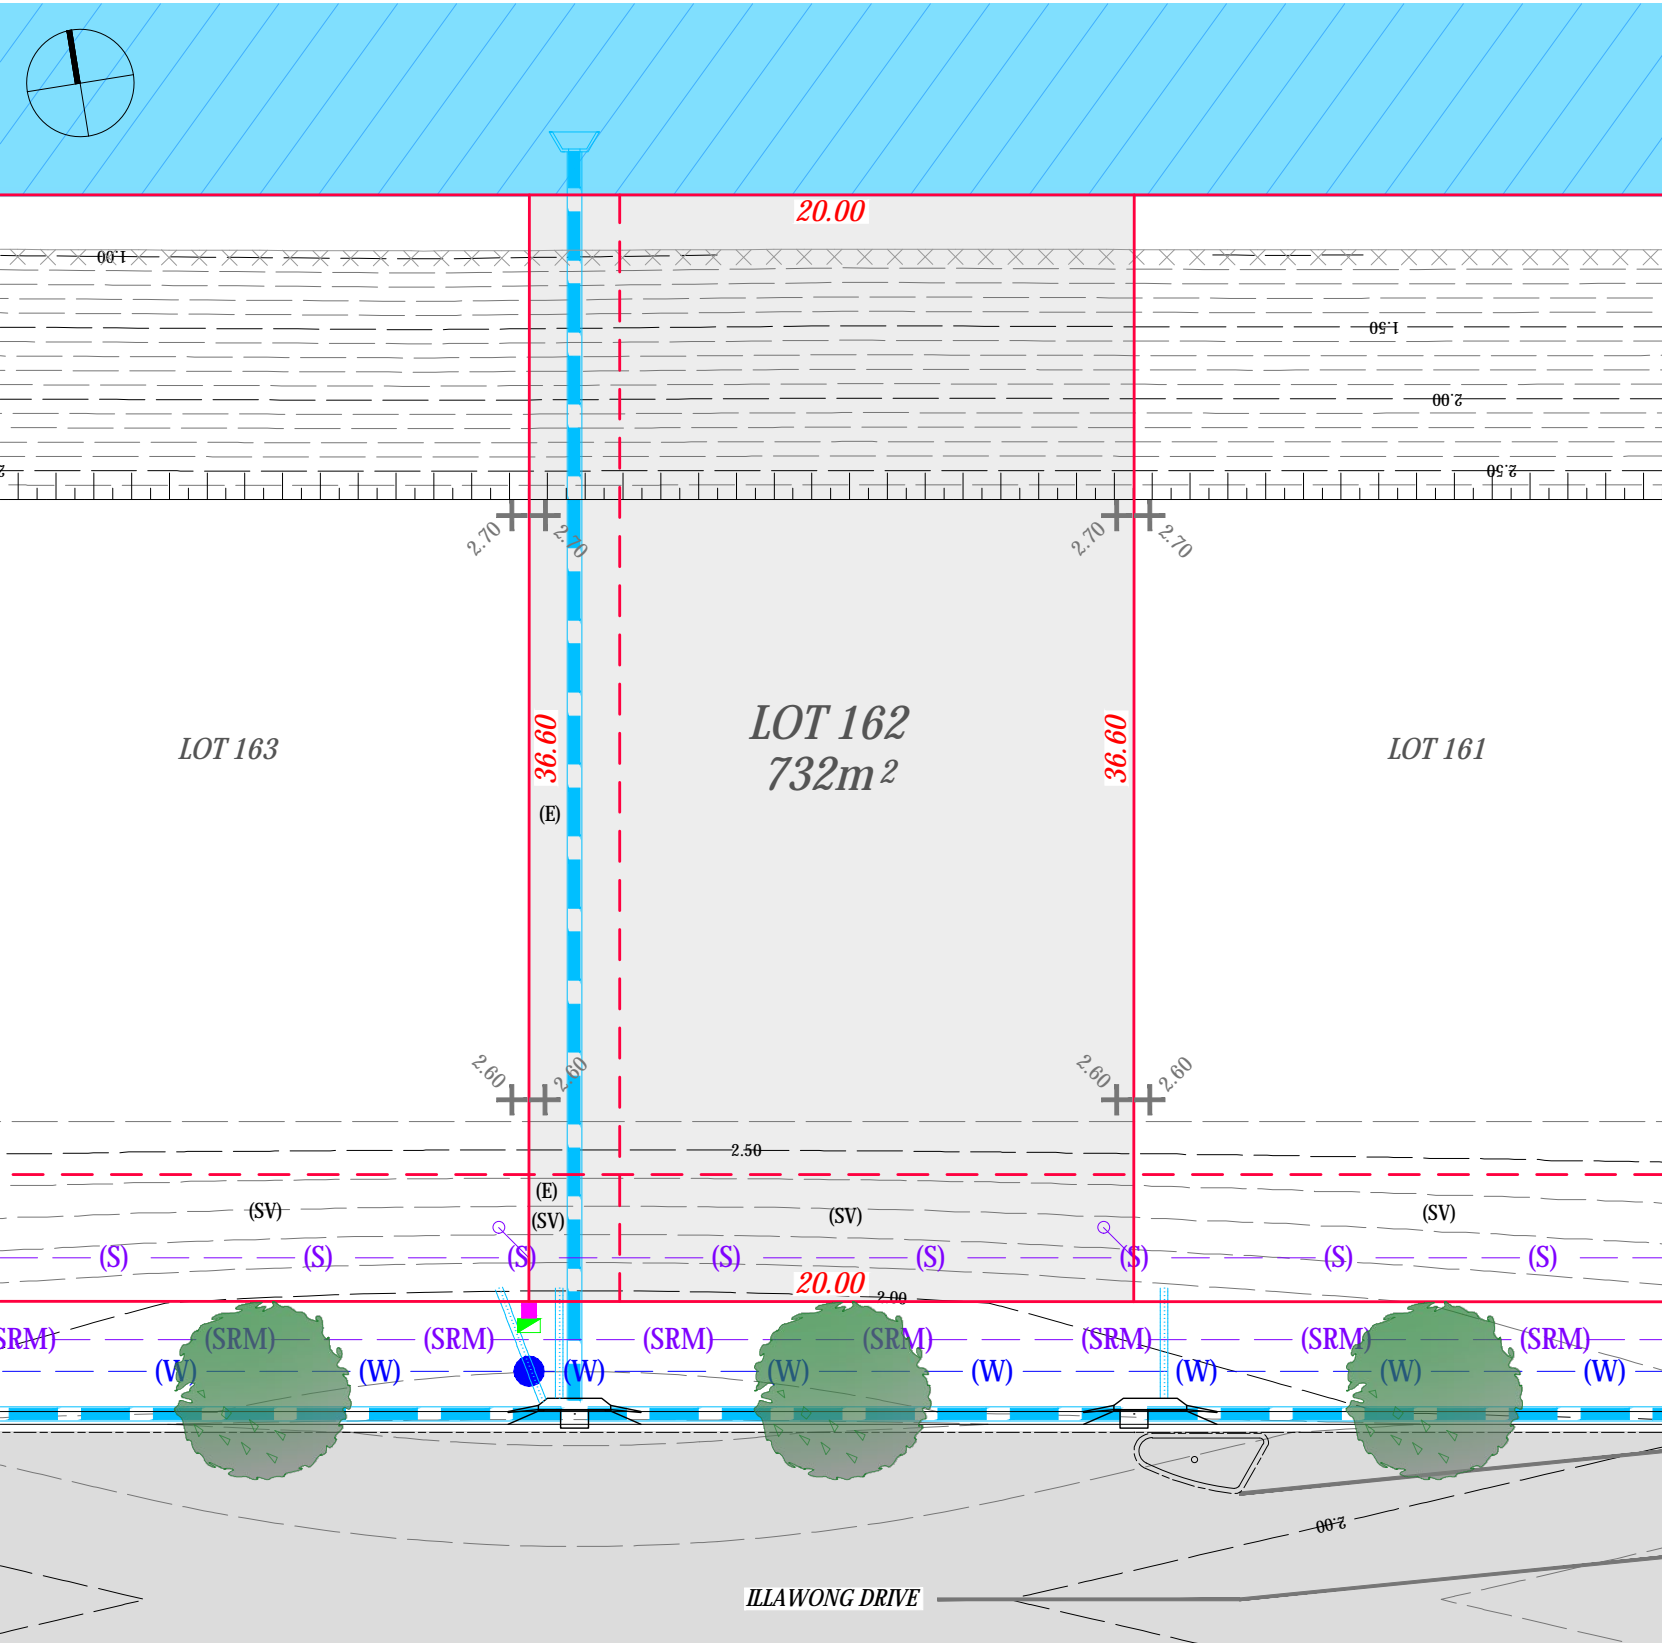 20.00
1.00
1.50
2.00
2.50
2.70
2.70
2.70
2.70
LOT 163
36.60
LOT 162
732m²
36.60
LOT 161
(E)
2.60
2.60
2.60
2.60
2.50
(E)
(SV)
(SV)
(SV)
(SV)
(S)
(S)
(S)
(S)
(S)
(S)
(S)
(S)
20.00
2.00
SRM)
(SRM)
(SRM)
(SRM)
(SRM)
(SRM)
(SRM)
(SRM)
(W)
(W)
(W)
(W)
(W)
(W)
(W)
(W)
2.00
ILLAWONG DRIVE